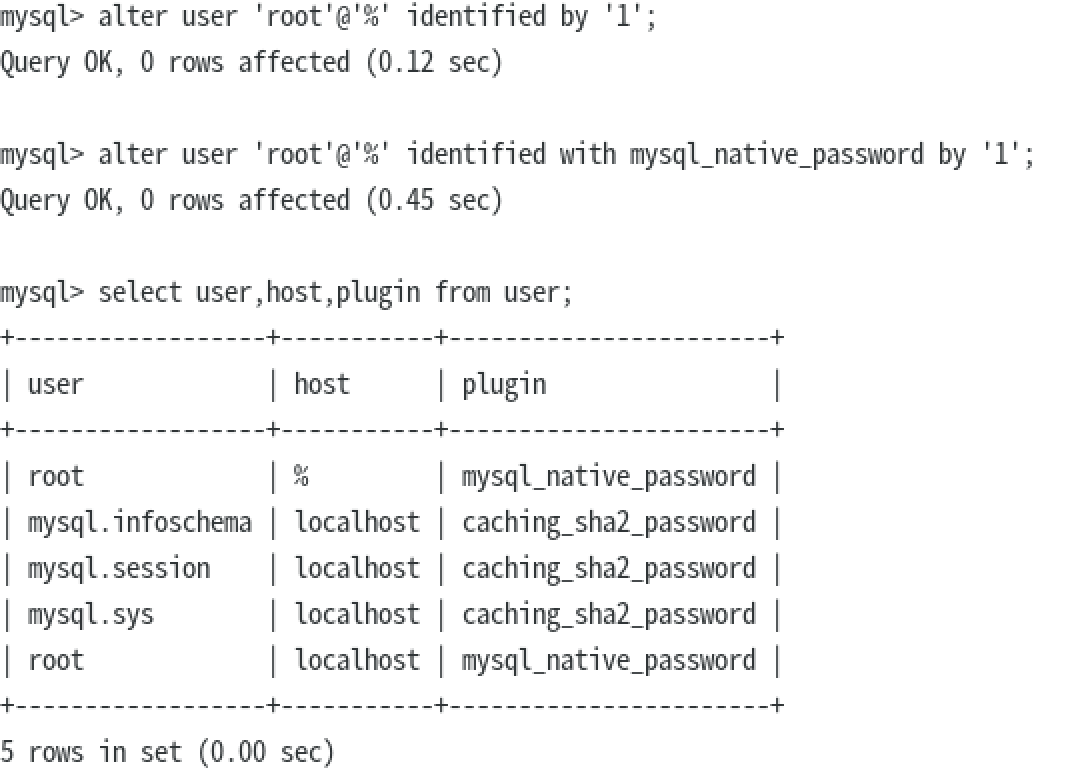 mysql> alter user 'root'@'%' identified by '1';
Query OK, 0 rows affected (0.12 sec)

mysql> alter user 'root'@'%' identified with mysql_native_password by '1';
Query OK, 0 rows affected (0.45 sec)

mysql> select user,host,plugin from user;
+------------------+-----------+-----------------------+
| user             | host      | plugin                |
+------------------+-----------+-----------------------+
| root             | %         | mysql_native_password |
| mysql.infoschema | localhost | caching_sha2_password |
| mysql.session    | localhost | caching_sha2_password |
| mysql.sys        | localhost | caching_sha2_password |
| root             | localhost | mysql_native_password |
+------------------+-----------+-----------------------+
5 rows in set (0.00 sec)